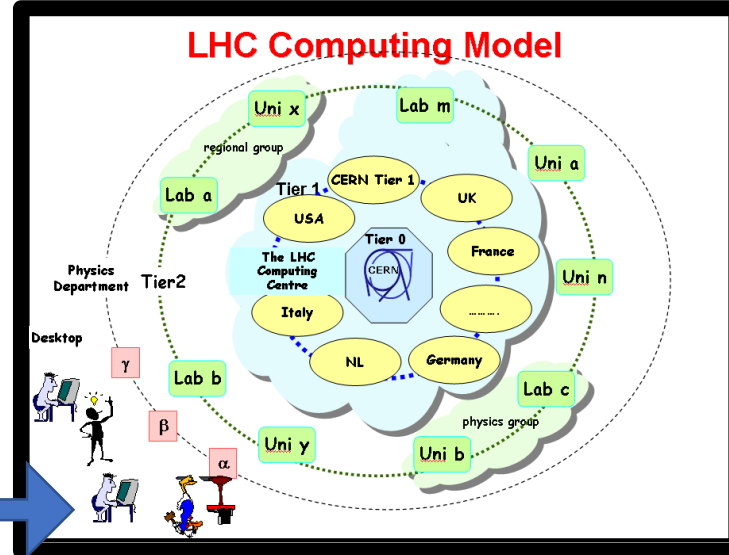 LHC Computing Model
Uni x
Lab m
regional group
Uni a
Lab a
Tier 1
CERN Tier 1
UK
USA
Tier 0
France
The LHC
Computing
Centre
CERN
Physics
Department
Tier2
Uni n
Italy
……….
Desktop
NL
Germany
γ
Lab b
Lab c
β
physics group
Uni y
Uni b
α